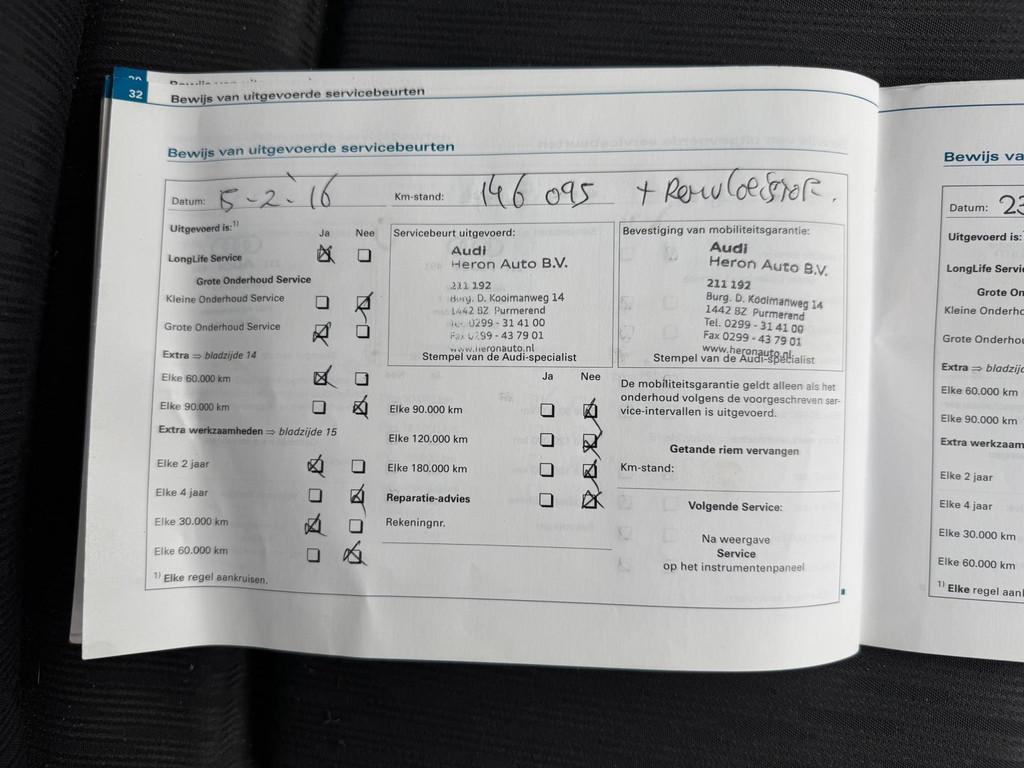 32 Bewijs van uitgevoerde servicebeurten
Bewijs van uitgevoerde servicebeurten
Datum: 5-2-'16 Km-stand: 146 095 + Remvloeistof.
Uitgevoerd is:1)
Ja Nee
LongLife Service
Grote Onderhoud Service
Kleine Onderhoud Service
Grote Onderhoud Service
Extra ⇒ bladzijde 14
Elke 60.000 km
Elke 90.000 km
Extra werkzaamheden ⇒ bladzijde 15
Elke 2 jaar
Elke 4 jaar
Elke 30.000 km
Elke 60.000 km
1) Elke regel aankruisen.
Servicebeurt uitgevoerd:
Audi
Heron Auto B.V.
211 192
Burg. D. Kooimanweg 14
1442 BZ Purmerend
Tel. 0299 - 31 41 00
Fax 0299 - 43 79 01
www.heronauto.nl
Stempel van de Audi-specialist
Ja Nee
Elke 90.000 km
Elke 120.000 km
Elke 180.000 km
Reparatie-advies
Rekeningnr.
Bevestiging van mobiliteitsgarantie:
Audi
Heron Auto B.V.
211 192
Burg. D. Kooimanweg 14
1442 BZ Purmerend
Tel. 0299 - 31 41 00
Fax 0299 - 43 79 01
www.heronauto.nl
Stempel van de Audi-specialist
De mobiliteitsgarantie geldt alleen als het
onderhoud volgens de voorgeschreven ser-
vice-intervallen is uitgevoerd.
Getande riem vervangen
Km-stand:
Volgende Service:
Na weergave
Service
op het instrumentenpaneel
Bewijs va
Datum: 23
Uitgevoerd is:
LongLife Servi
Grote On
Kleine Onderho
Grote Onderhou
Extra ⇒ bladzijd
Elke 60.000 km
Elke 90.000 km
Extra werkzaam
Elke 2 jaar
Elke 4 jaar
Elke 30.000 km
Elke 60.000 km
1) Elke regel aank